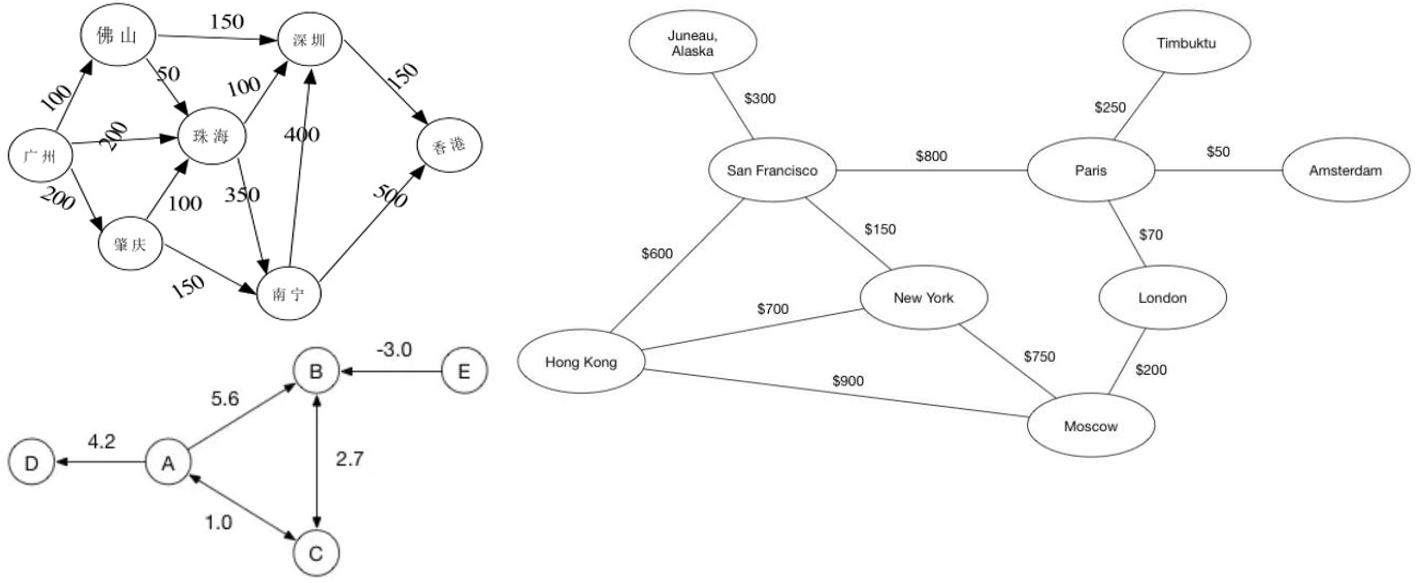 佛山
150
深圳
50
100
100
150
200
珠海
400
广州
香港
200
100
350
500
肇庆
150
南宁
-3.0
B
E
5.6
4.2
D
A
2.7
1.0
C
Juneau,
Alaska
Timbuktu
$300
$250
San Francisco
$800
Paris
$50
Amsterdam
$600
$150
$70
New York
London
$700
Hong Kong
$750
$900
$200
Moscow